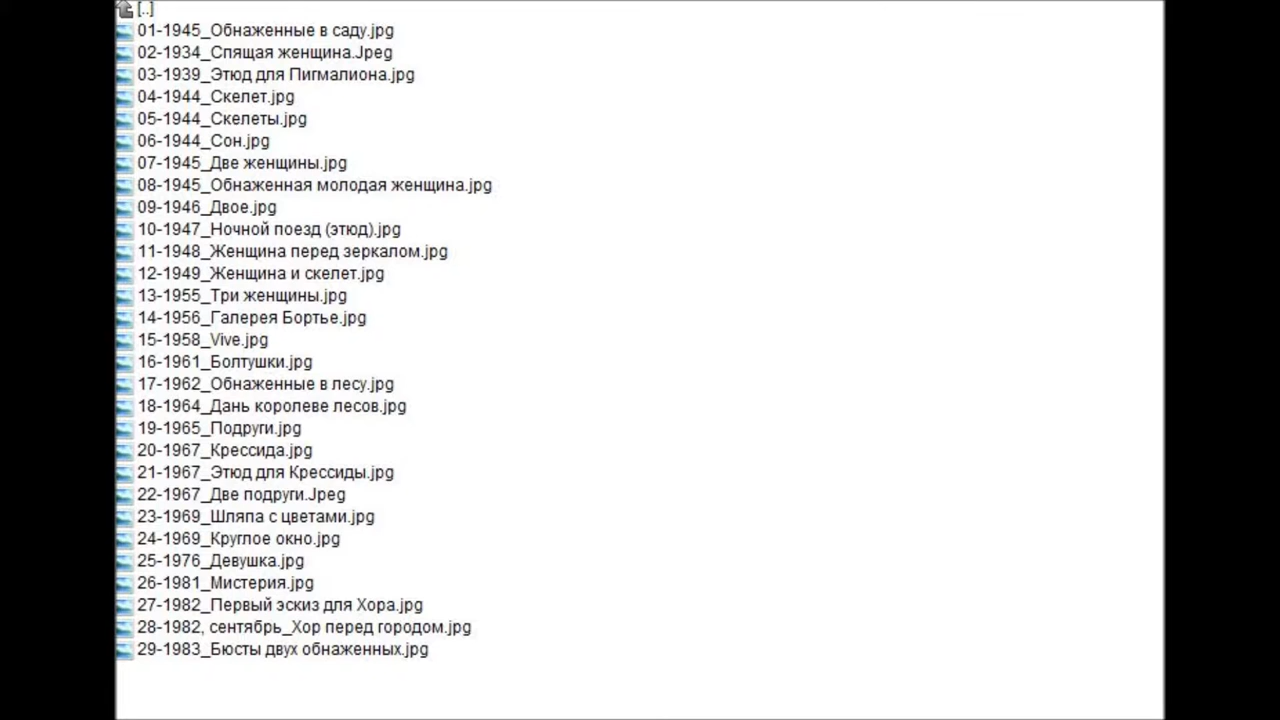 [..]
01-1945_Обнаженные в саду.jpg
02-1934_Спящая женщина.Jpeg
03-1939_Этюд для Пигмалиона.jpg
04-1944_Скелет.jpg
05-1944_Скелеты.jpg
06-1944_Сон.jpg
07-1945_Две женщины.jpg
08-1945_Обнаженная молодая женщина.jpg
09-1946_Двое.jpg
10-1947_Ночной поезд (этюд).jpg
11-1948_Женщина перед зеркалом.jpg
12-1949_Женщина и скелет.jpg
13-1955_Три женщины.jpg
14-1956_Галерея Бортье.jpg
15-1958_Vive.jpg
16-1961_Болтушки.jpg
17-1962_Обнаженные в лесу.jpg
18-1964_Дань королеве лесов.jpg
19-1965_Подруги.jpg
20-1967_Крессида.jpg
21-1967_Этюд для Крессиды.jpg
22-1967_Две подруги.Jpeg
23-1969_Шляпа с цветами.jpg
24-1969_Круглое окно.jpg
25-1976_Девушка.jpg
26-1981_Мистерия.jpg
27-1982_Первый эскиз для Хора.jpg
28-1982, сентябрь_Хор перед городом.jpg
29-1983_Бюсты двух обнаженных.jpg